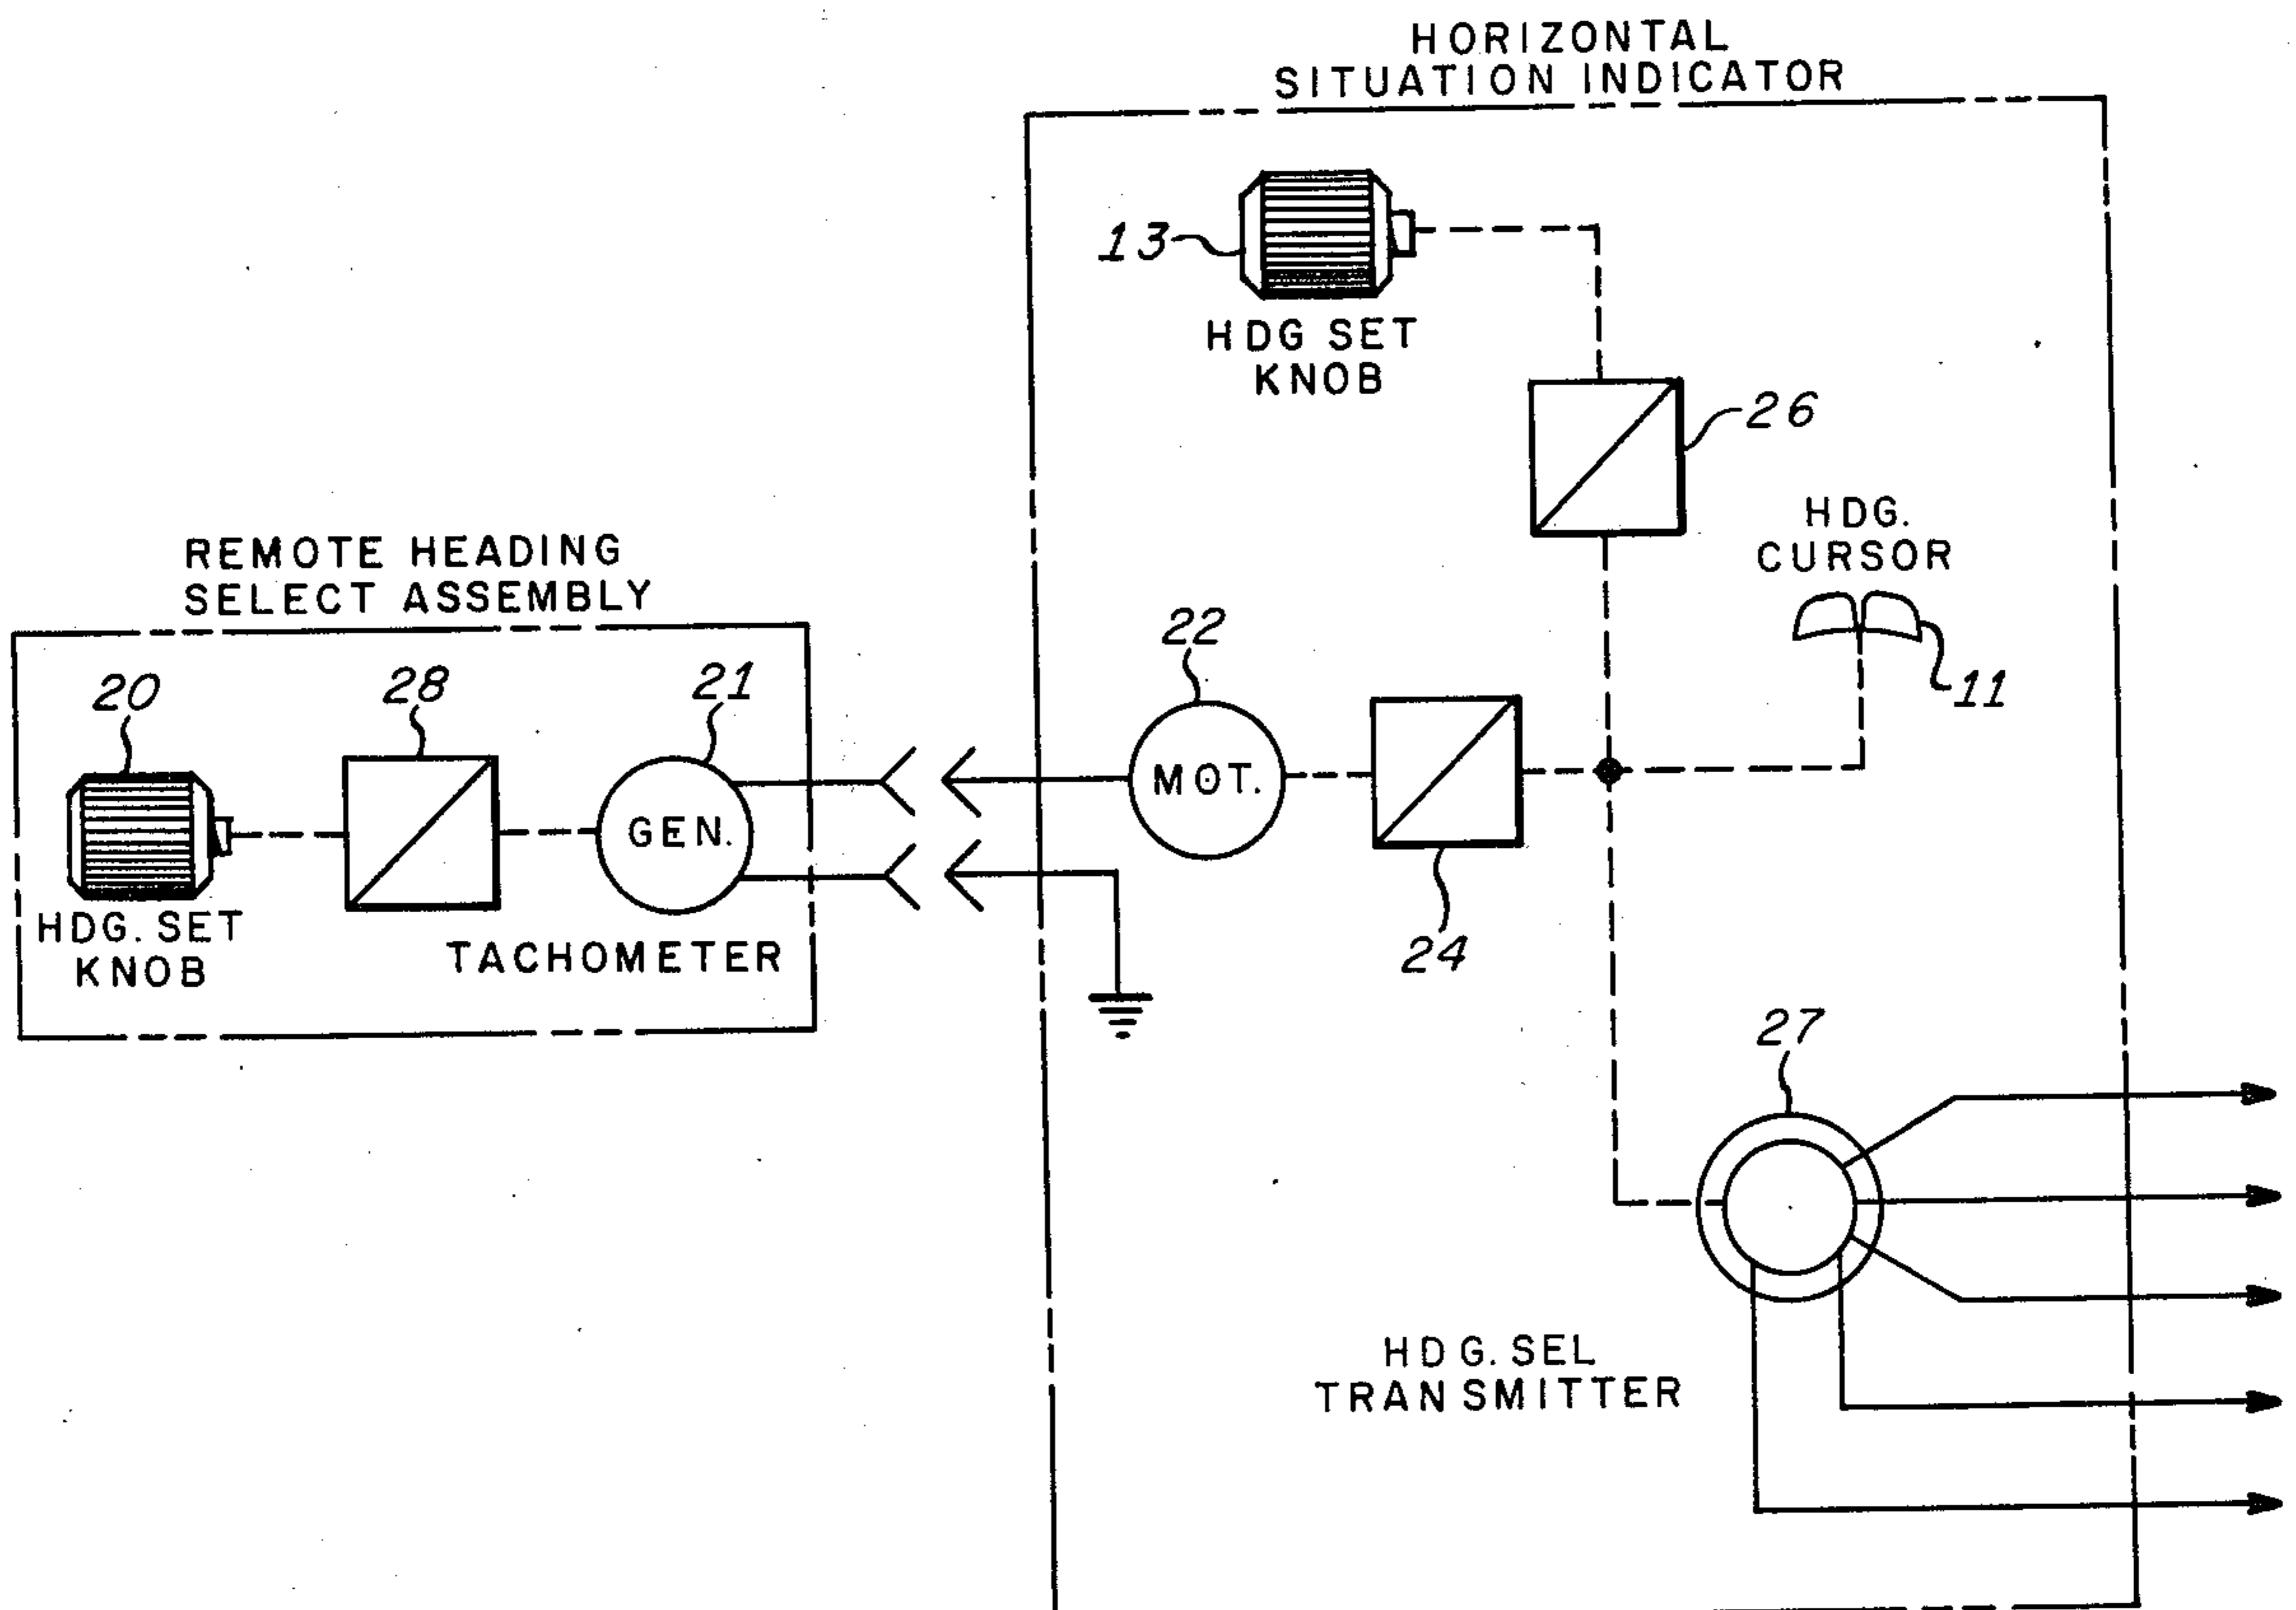 HORIZONTAL
SITUATION INDICATOR
13
HDG SET
KNOB
26
HDG.
CURSOR
11
REMOTE HEADING
SELECT ASSEMBLY
20
28
21
22
GEN.
MOT.
HDG. SET
KNOB
TACHOMETER
24
27
HDG. SEL
TRANSMITTER